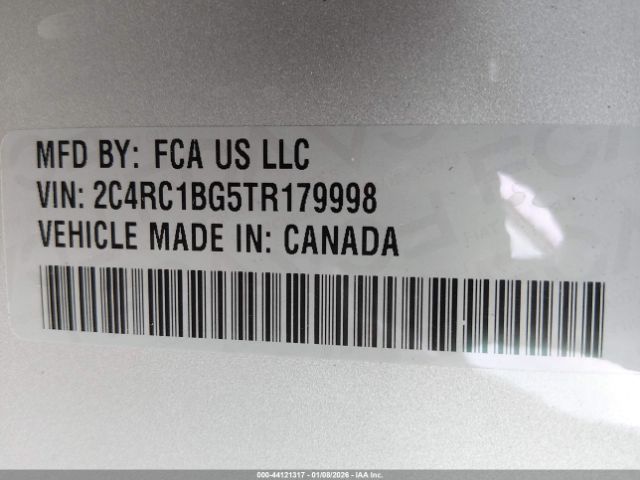 MFD BY: FCA US LLC
VIN: 2C4RC1BG5TR179998
VEHICLE MADE IN: CANADA
000-44121317 - 01/08/2026 - IAA Inc.